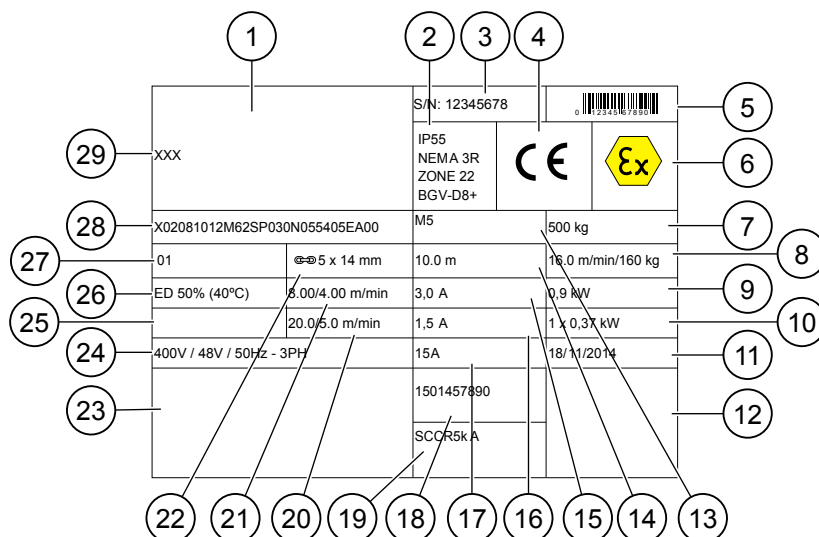 1
2
3
4
S/N: 12345678
0 12345 67890
5
29
XXX
IP55
NEMA 3R
ZONE 22
BGV-D8+
CE
Ex
6
28
X02081012M62SP030N055405EA00
M5
500 kg
7
27
01
5 x 14 mm
10.0 m
16.0 m/min/160 kg
8
26
ED 50% (40ºC)
8.00/4.00 m/min
3,0 A
0,9 kW
9
25
20.0/5.0 m/min
1,5 A
1 x 0,37 kW
10
24
400V / 48V / 50Hz - 3PH
15A
18/11/2014
11
23
1501457890
12
SCCR5k A
22
21
20
19
18
17
16
15
14
13